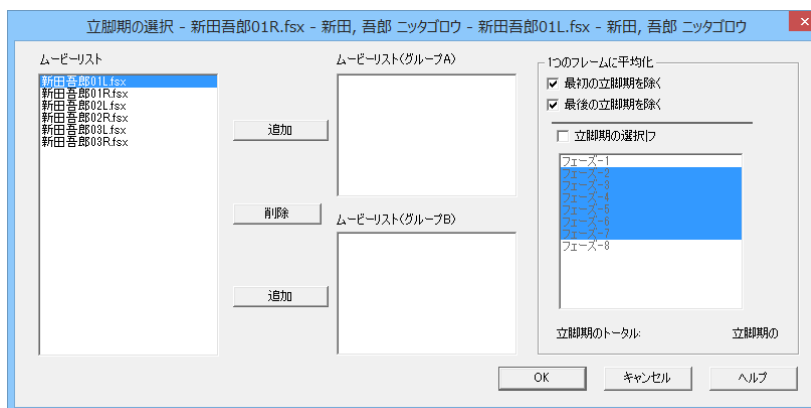 立脚期の選択 - 新田吾郎01R.fsx - 新田, 吾郎 ニッタゴロウ - 新田吾郎01L.fsx - 新田, 吾郎 ニッタゴロウ
ムービーリスト
新田吾郎01L.fsx
新田吾郎01R.fsx
新田吾郎02L.fsx
新田吾郎02R.fsx
新田吾郎03L.fsx
新田吾郎03R.fsx
追加
削除
追加
ムービーリスト(グループA)
ムービーリスト(グループB)
1つのフレームに平均化
最初の立脚期を除く
最後の立脚期を除く
立脚期の選択|フ
フェーズ-1
フェーズ-2
フェーズ-3
フェーズ-4
フェーズ-5
フェーズ-6
フェーズ-7
フェーズ-8
立脚期のトータル: 立脚期の
OK キャンセル ヘルプ